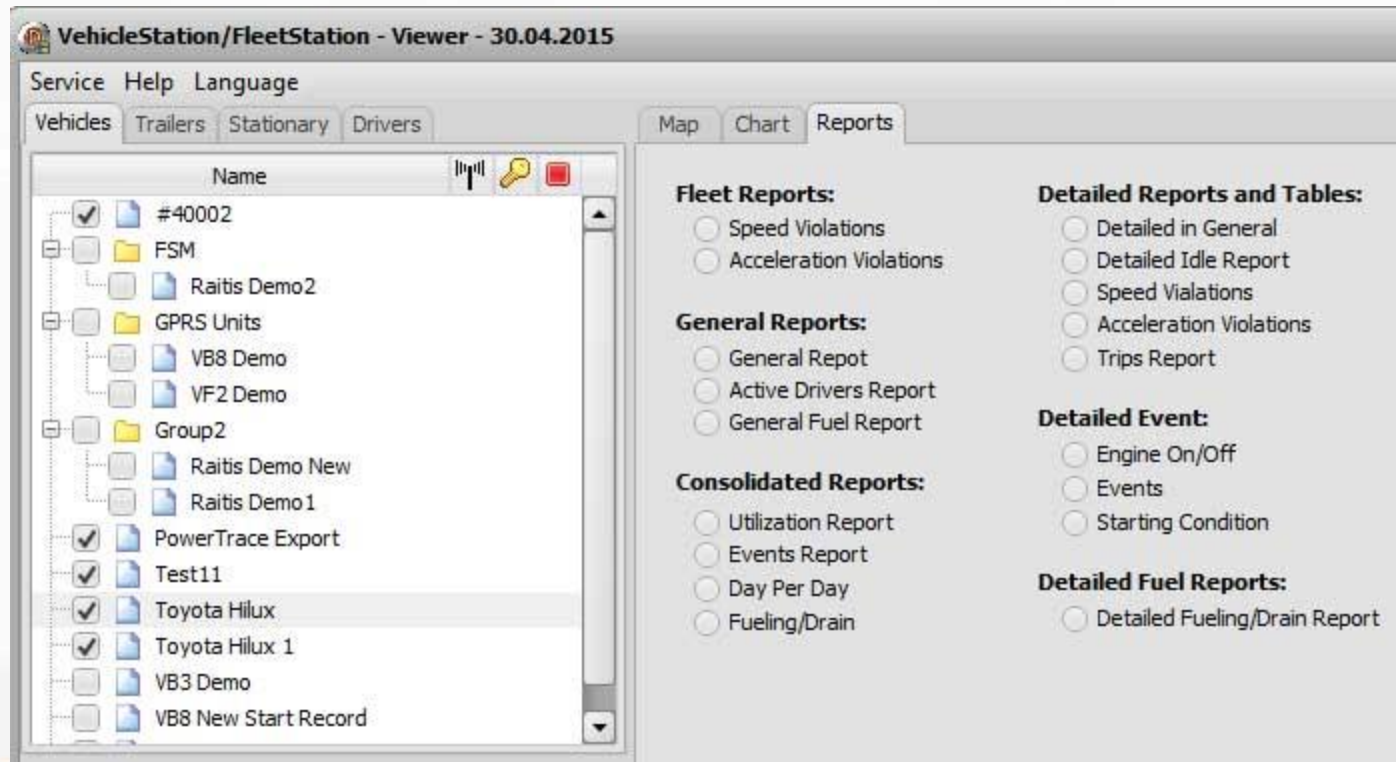 VehicleStation/FleetStation - Viewer - 30.04.2015
Service Help Language
Vehicles Trailers Stationary Drivers
Name
#40002
FSM
Raitis Demo2
GPRS Units
VB8 Demo
VF2 Demo
Group2
Raitis Demo New
Raitis Demo1
PowerTrace Export
Test11
Toyota Hilux
Toyota Hilux 1
VB3 Demo
VB8 New Start Record
Map Chart Reports
Fleet Reports:
Speed Violations
Acceleration Violations
General Reports:
General Repot
Active Drivers Report
General Fuel Report
Consolidated Reports:
Utilization Report
Events Report
Day Per Day
Fueling/Drain
Detailed Reports and Tables:
Detailed in General
Detailed Idle Report
Speed Vialations
Acceleration Violations
Trips Report
Detailed Event:
Engine On/Off
Events
Starting Condition
Detailed Fuel Reports:
Detailed Fueling/Drain Report